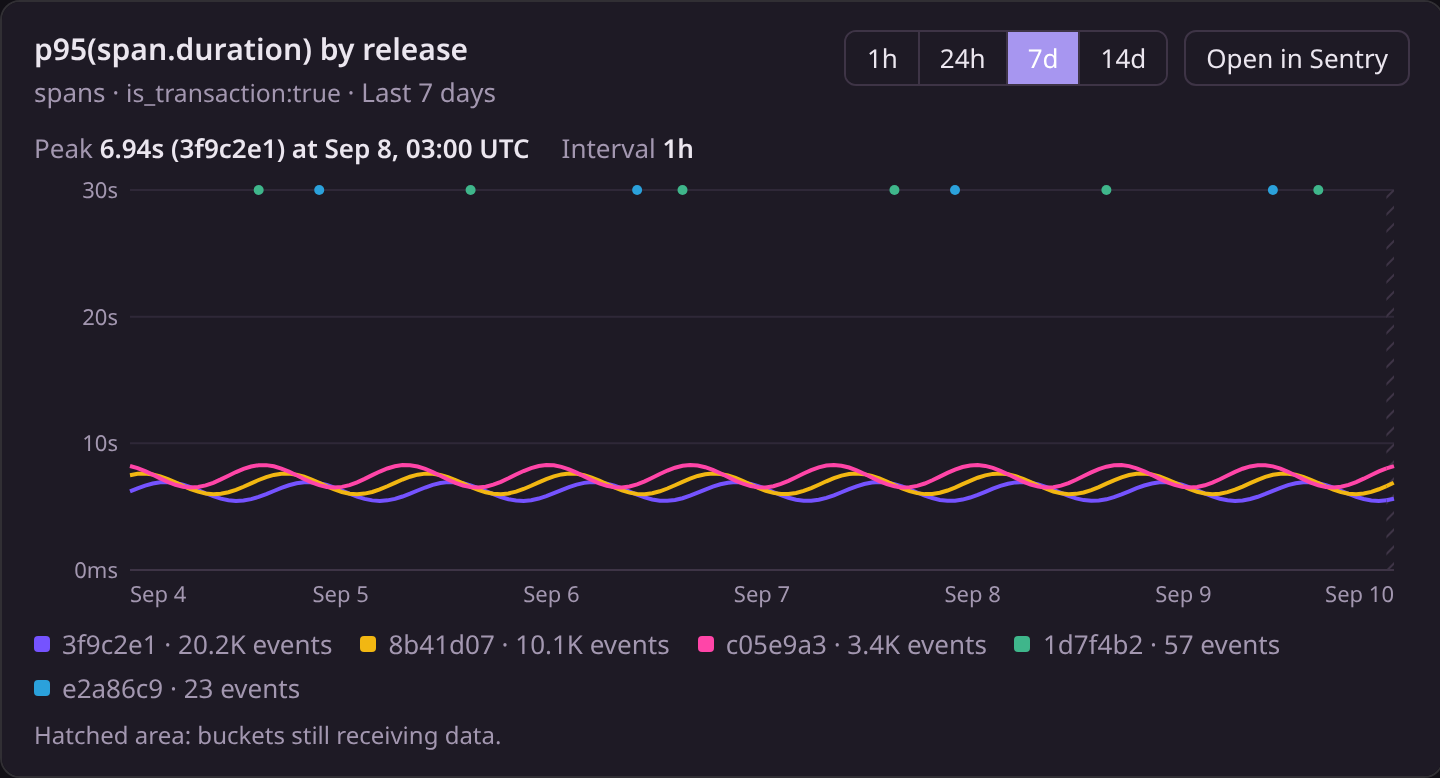 p95(span.duration) by release
1h 24h 7d 14d Open in Sentry
spans · is_transaction:true · Last 7 days
Peak 6.94s (3f9c2e1) at Sep 8, 03:00 UTC Interval 1h
30s
20s
10s
0ms
Sep 4 Sep 5 Sep 6 Sep 7 Sep 8 Sep 9 Sep 10
3f9c2e1 · 20.2K events 8b41d07 · 10.1K events c05e9a3 · 3.4K events 1d7f4b2 · 57 events
e2a86c9 · 23 events
Hatched area: buckets still receiving data.